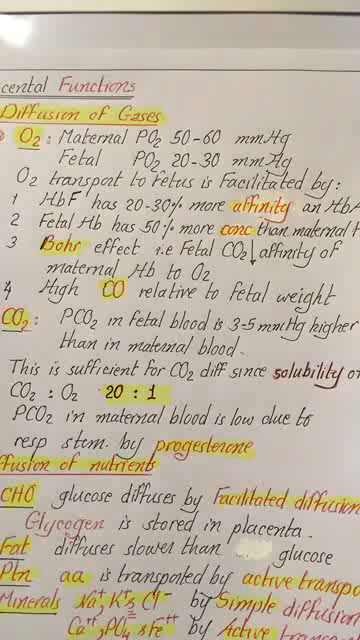 cental Functions
Diffusion of Gases
O2 : Maternal PO2 50-60 mmHg
Fetal PO2 20-30 mmHg
O2 transport to Fetus is Facilitated by:
1 HbF has 20-30% more affinity an HbA
2 Fetal Hb has 50% more conc than maternal H
3 Bohr effect i.e Fetal CO2↓ affinity of
maternal Hb to O2
4 High CO relative to Fetal weight
CO2: PCO2 in fetal blood is 3-5 mmHg higher
than in maternal blood.
This is sufficient for CO2 diff since solubility o
CO2 : O2 20 : 1
PCO2 in maternal blood is low due to
resp stem. by progesterone
ffusion of nutrients
CHO glucose diffuses by Facilitated diffusion
Glycogen is stored in placenta.
Fat diffuses slower than glucose
Ptn aa is transported by active transpo
Minerals Na+, K+ & Cl- by Simple diffusion
Ca++, PO4 & Fe++ by Active transpo